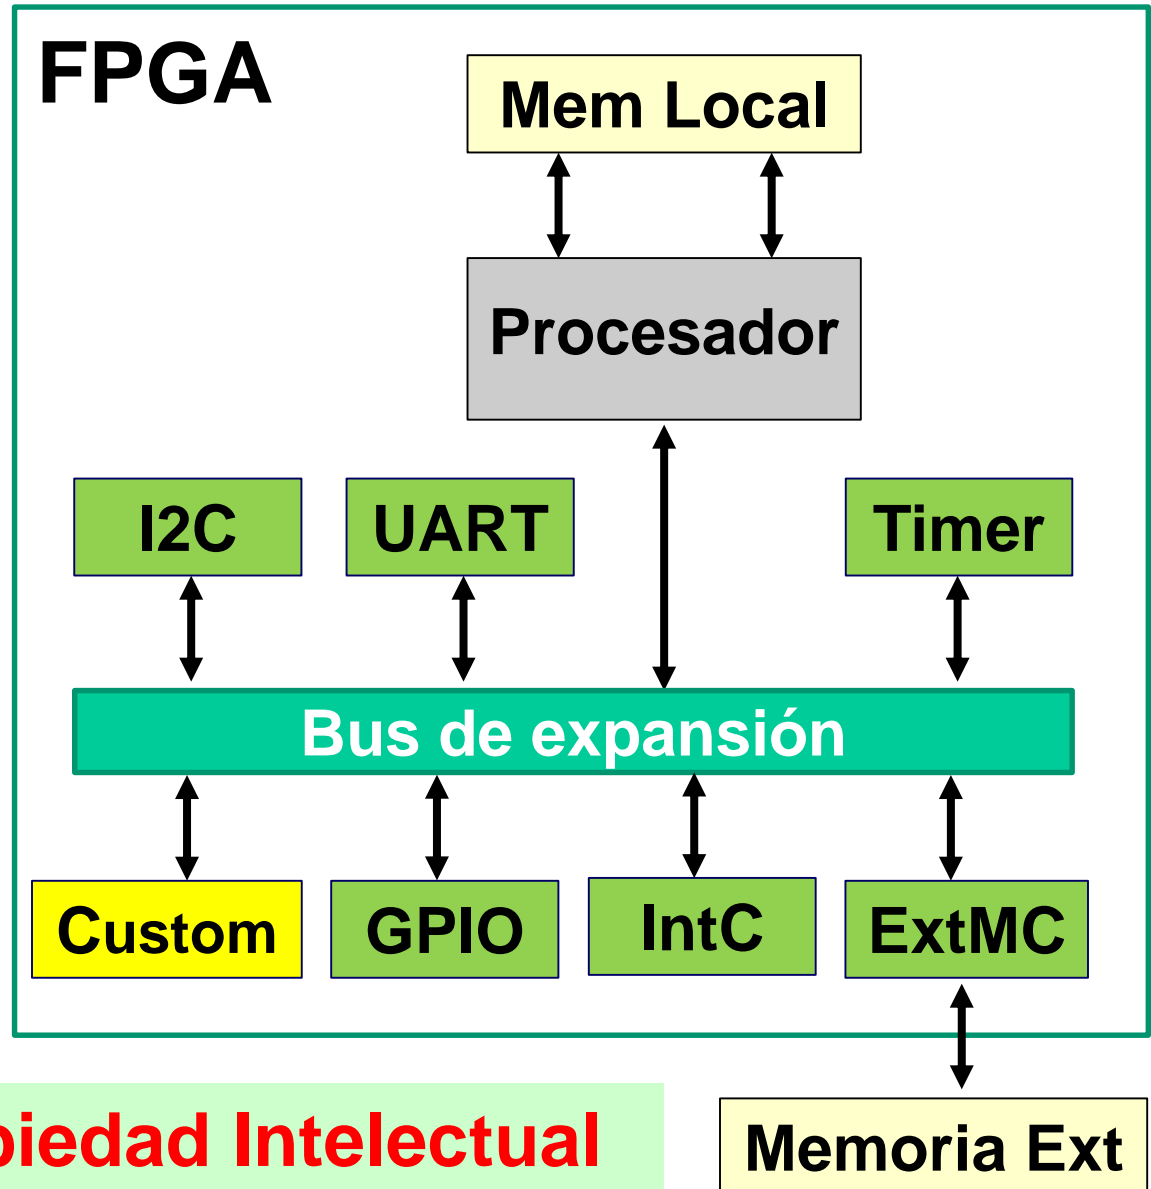 FPGA
Mem Local
Procesador
I2C
UART
Timer
Bus de expansión
Custom
GPIO
IntC
ExtMC
piedad Intelectual
Memoria Ext